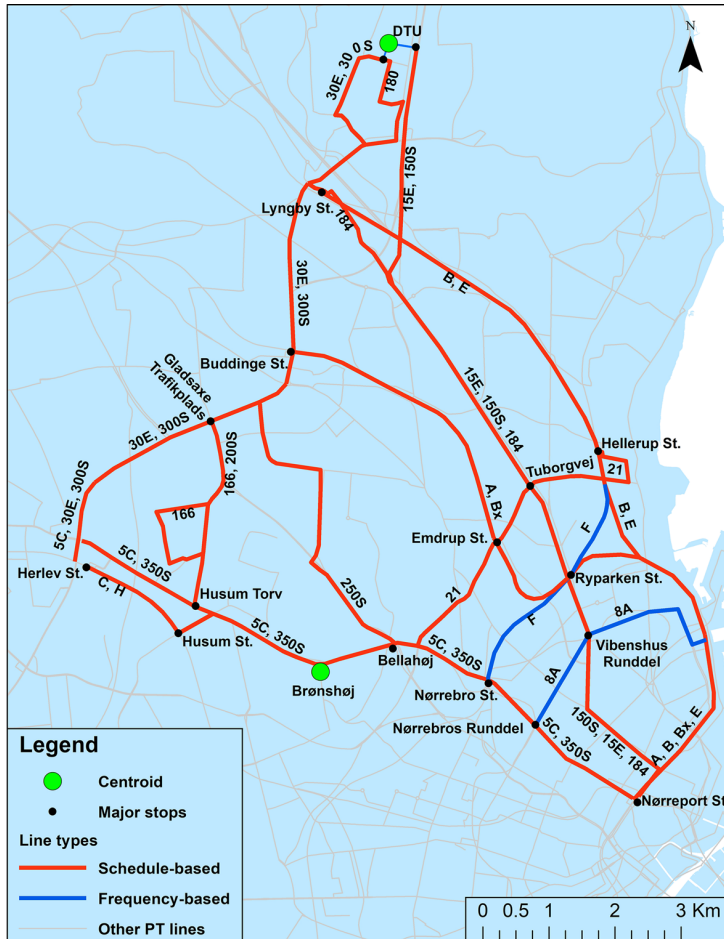 N
DTU
30E, 30 0 S
180
15E, 150S
Lyngby St.
184
B, E
30E, 300S
Buddinge St.
Gladsaxe
Trafikplads
15E, 150S, 184
30E, 300S
Hellerup St.
21
Tuborgvej
166, 200S
A, Bx
B, E
5C, 30E, 300S
166
F
Emdrup St.
5C, 350S
Herlev St.
Ryparken St.
C, H
250S
21
Husum Torv
8A
F
5C, 350S
Husum St.
5C, 350S
Vibenshus
Runddel
Bellahøj
8A
Brønshøj
Nørrebro St.
150S, 15E, 184
A, B, Bx, E
Nørrebros Runddel
5C, 350S
Nørreport St
Legend
Centroid
Major stops
Line types
Schedule-based
Frequency-based
Other PT lines
0 0.5 1 2 3 Km